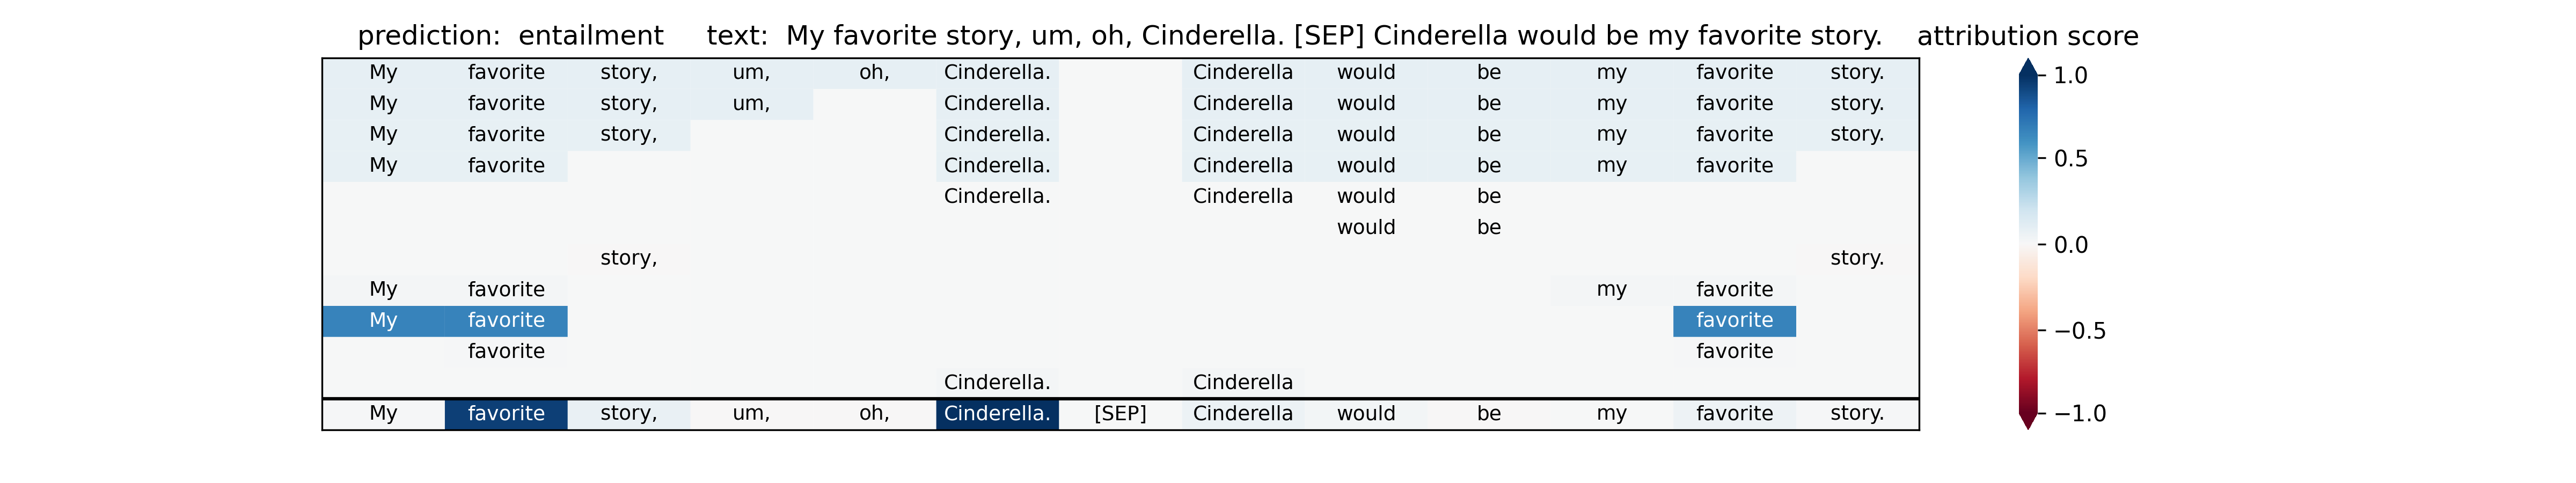 prediction: entailment text: My favorite story, um, oh, Cinderella. [SEP] Cinderella would be my favorite story. attribution score
My favorite story, um, oh, Cinderella. Cinderella would be my favorite story.
My favorite story, um, Cinderella. Cinderella would be my favorite story.
My favorite story, Cinderella. Cinderella would be my favorite story.
My favorite Cinderella. Cinderella would be my favorite
Cinderella. Cinderella would be
would be
story, story.
My favorite my favorite
My favorite favorite
favorite favorite
Cinderella. Cinderella
My favorite story, um, oh, Cinderella. [SEP] Cinderella would be my favorite story.
1.0
0.5
0.0
−0.5
−1.0